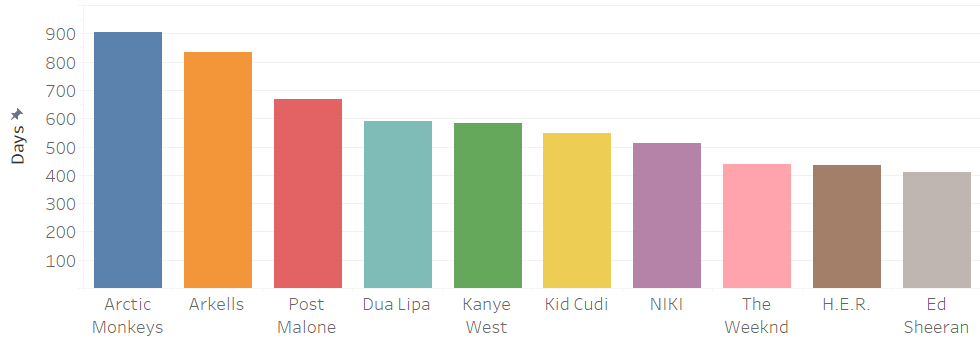 900
800
700
600
500
400
300
200
100
Days
Arctic Monkeys
Arkells
Post Malone
Dua Lipa
Kanye West
Kid Cudi
NIKI
The Weeknd
H.E.R.
Ed Sheeran